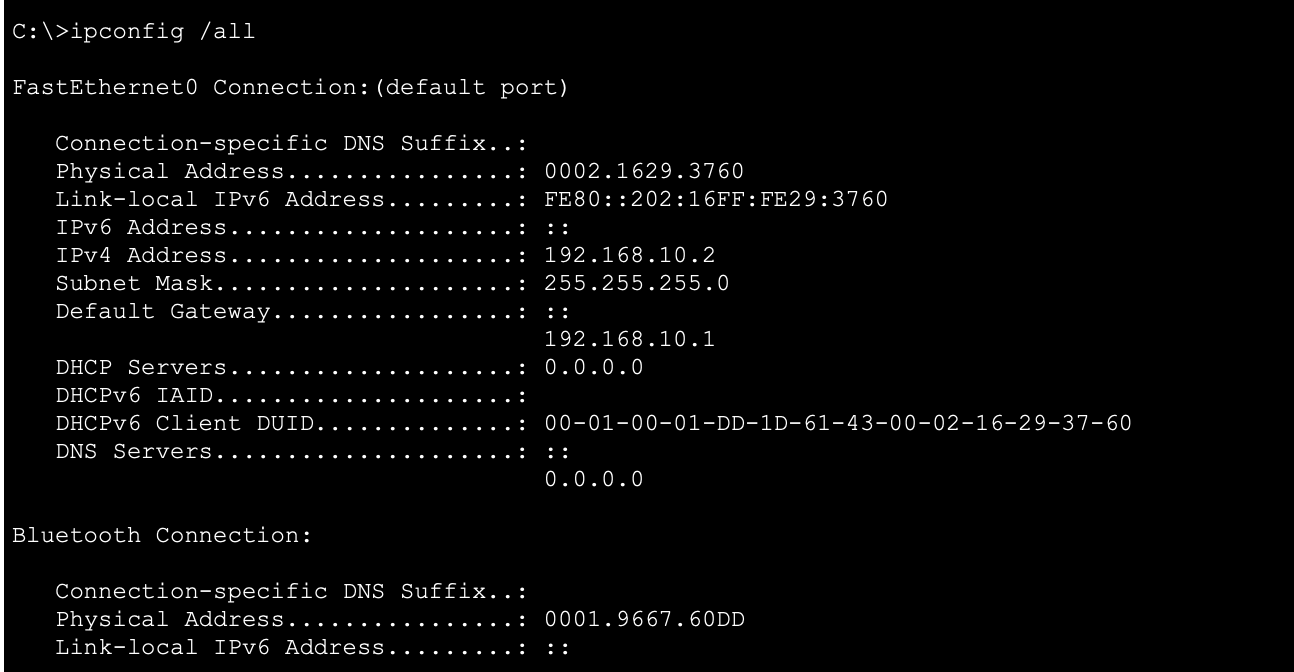 C:\>ipconfig /all
FastEthernet0 Connection:(default port)
Connection-specific DNS Suffix..:
Physical Address................: 0002.1629.3760
Link-local IPv6 Address.........: FE80::202:16FF:FE29:3760
IPv6 Address....................: ::
IPv4 Address....................: 192.168.10.2
Subnet Mask.....................: 255.255.255.0
Default Gateway.................: ::
192.168.10.1
DHCP Servers....................: 0.0.0.0
DHCPv6 IAID.....................:
DHCPv6 Client DUID..............: 00-01-00-01-DD-1D-61-43-00-02-16-29-37-60
DNS Servers.....................: ::
0.0.0.0
Bluetooth Connection:
Connection-specific DNS Suffix..:
Physical Address................: 0001.9667.60DD
Link-local IPv6 Address.........: ::